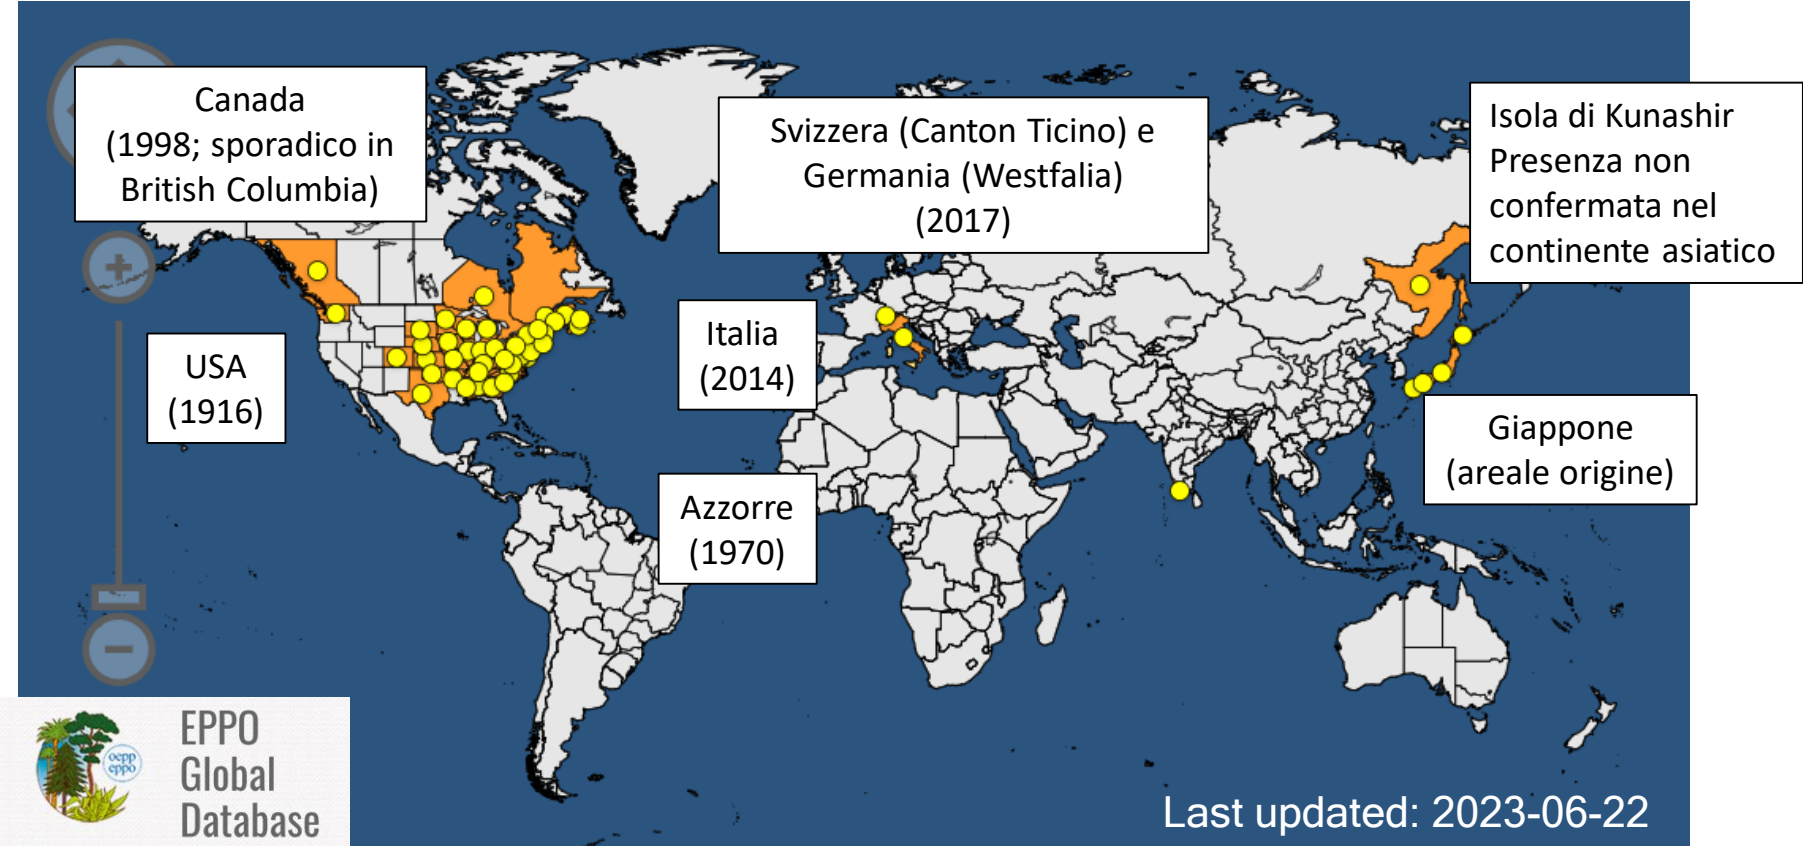 Canada
(1998; sporadico in
British Columbia)
Svizzera (Canton Ticino) e
Germania (Westfalia)
(2017)
Isola di Kunashir
Presenza non
confermata nel
continente asiatico
USA
(1916)
Italia
(2014)
Giappone
(areale origine)
Azzorre
(1970)
oepp
eppo
EPPO
Global
Database
Last updated: 2023-06-22